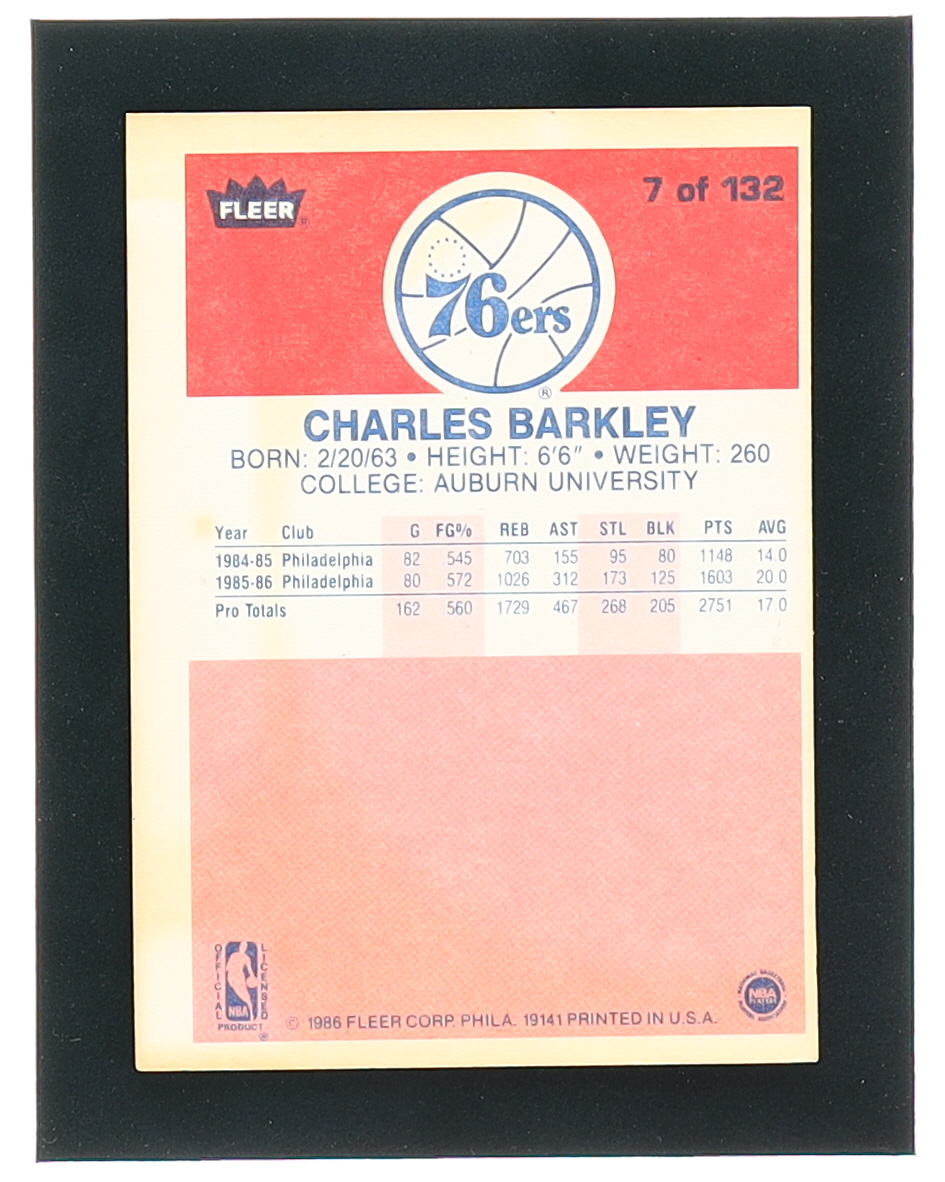 FLEER
7 of 132
76ers
®
CHARLES BARKLEY
BORN: 2/20/63 • HEIGHT: 6'6" • WEIGHT: 260
COLLEGE: AUBURN UNIVERSITY
Year Club G FG% REB AST STL BLK PTS AVG
1984-85 Philadelphia 82 .545 703 155 95 80 1148 14.0
1985-86 Philadelphia 80 .572 1026 312 173 125 1603 20.0
Pro Totals 162 .560 1729 467 268 205 2751 17.0
OFFICIAL
LICENSED
NBA
PRODUCT
®
© 1986 FLEER CORP. PHILA. 19141 PRINTED IN U.S.A.
NATIONAL BASKETBALL
NBA
PLAYERS